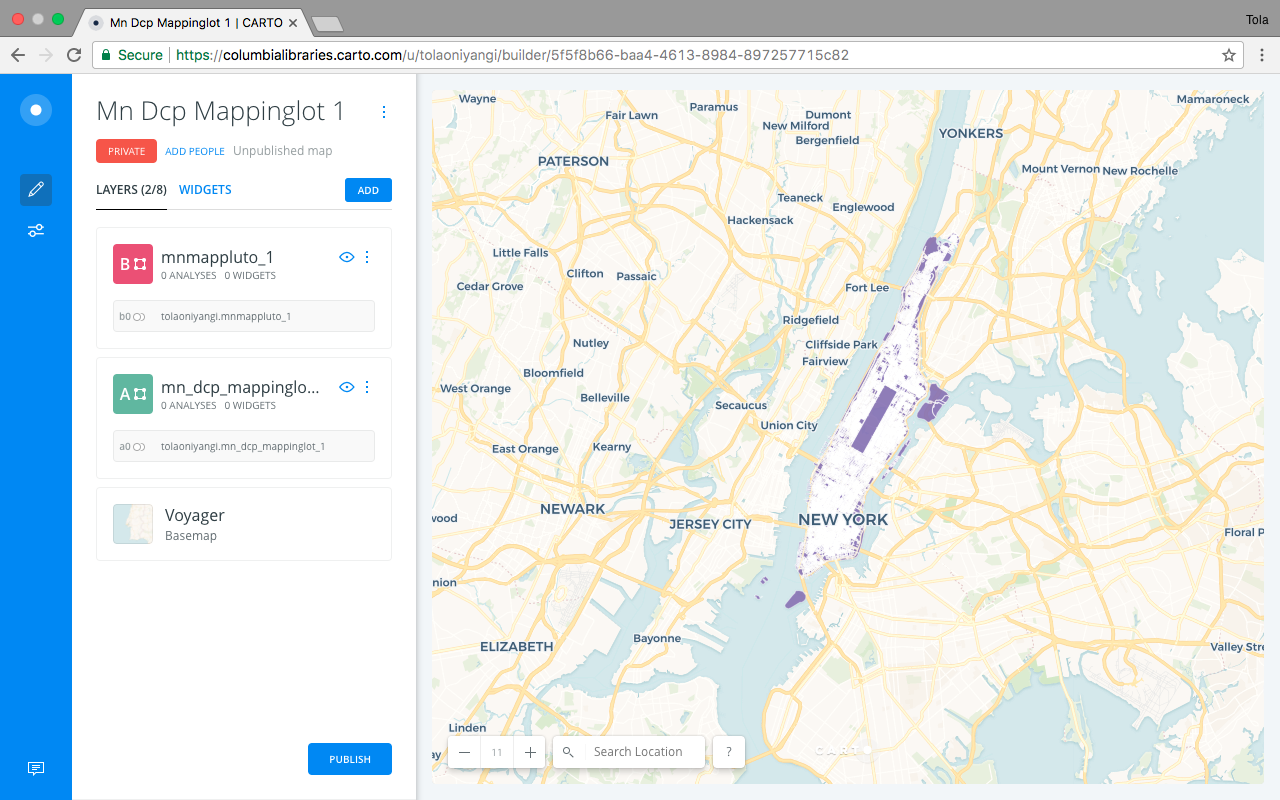 Mn Dcp Mappinglot 1 | CARTO
Tola
Secure
https://columbialibraries.carto.com/u/tolaoniyangi/builder/5f5f8b66-baa4-4613-8984-897257715c82
Mn Dcp Mappinglot 1
PRIVATE
ADD PEOPLE
Unpublished map
LAYERS (2/8)
WIDGETS
ADD
B
mnmappluto_1
0 ANALYSES 0 WIDGETS
b0
tolaoniyangi.mnmappluto_1
A
mn_dcp_mappinglo...
0 ANALYSES 0 WIDGETS
a0
tolaoniyangi.mn_dcp_mappinglot_1
Voyager
Basemap
PUBLISH
Wayne
Paramus
Mamaroneck
Fair Lawn
Dumont
New Milford
YONKERS
Bergenfield
PATERSON
Mount Vernon
New Rochelle
Teaneck
Englewood
Hackensack
Little Falls
Clifton
Passaic
Cedar Grove
Fort Lee
Ridgefield
Nutley
Cliffside Park
Fairview
Bloomfield
West Orange
Belleville
Secaucus
Union City
East Orange
Kearny
NEWARK
wood
JERSEY CITY
NEW YORK
Floral P
nion
Bayonne
ELIZABETH
Valley Stre
Linden
ay
11
Search Location
?
CARTO